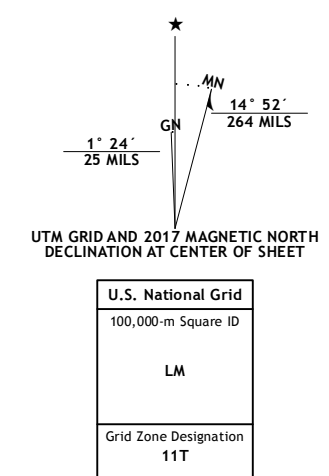 ★
MN
GN
14° 52´
264 MILS
1° 24´
25 MILS
UTM GRID AND 2017 MAGNETIC NORTH
DECLINATION AT CENTER OF SHEET
U.S. National Grid
100,000-m Square ID
LM
Grid Zone Designation
11T